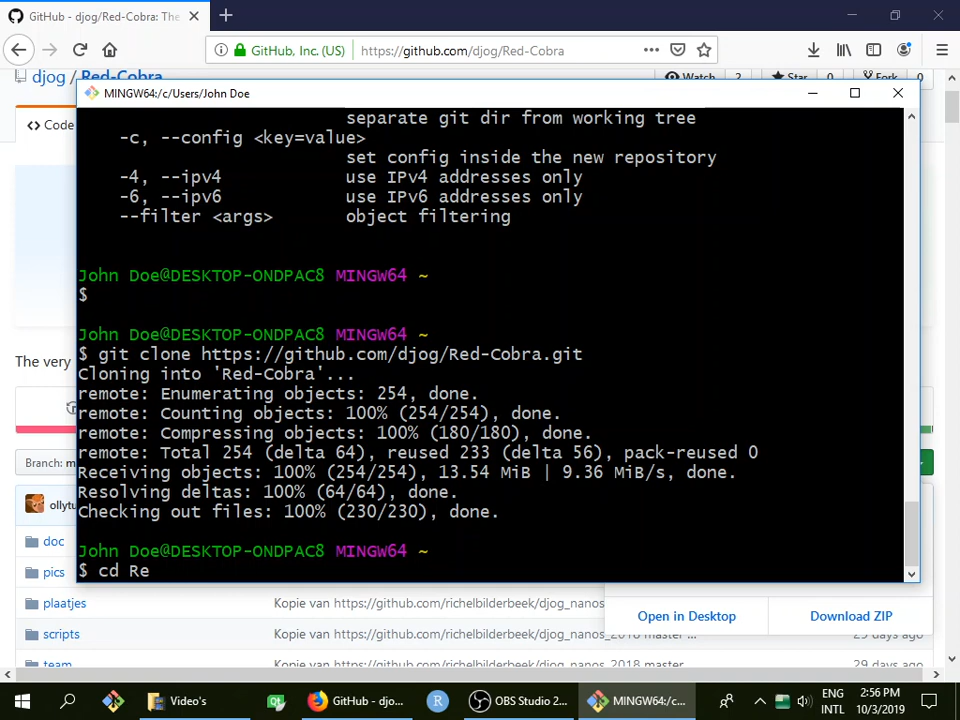 GitHub - djog/Red-Cobra: The
GitHub, Inc. (US)
https://github.com/djog/Red-Cobra
djog / Red-Cobra
Watch 2
Star 0
Fork 0
Code
MINGW64:/c/Users/John Doe
separate git dir from working tree
-c, --config <key=value>
set config inside the new repository
-4, --ipv4 use IPv4 addresses only
-6, --ipv6 use IPv6 addresses only
--filter <args> object filtering
John Doe@DESKTOP-ONDPAC8 MINGW64 ~
$
John Doe@DESKTOP-ONDPAC8 MINGW64 ~
$ git clone https://github.com/djog/Red-Cobra.git
Cloning into 'Red-Cobra'...
remote: Enumerating objects: 254, done.
remote: Counting objects: 100% (254/254), done.
remote: Compressing objects: 100% (180/180), done.
remote: Total 254 (delta 64), reused 233 (delta 56), pack-reused 0
Receiving objects: 100% (254/254), 13.54 MiB | 9.36 MiB/s, done.
Resolving deltas: 100% (64/64), done.
Checking out files: 100% (230/230), done.
John Doe@DESKTOP-ONDPAC8 MINGW64 ~
$ cd Re
The very
Branch: m
ollytu
doc
pics
plaatjes Kopie van https://github.com/richelbilderbeek/djog_nanos
Open in Desktop
Download ZIP
scripts Kopie van https://github.com/richelbilderbeek/djog_nanos_2018 master ... 29 days ago
team Kopie van https://github.com/richelbilderbeek/djog_nanos_2018 master 29 days ago
Video's
GitHub - djo...
OBS Studio 2...
MINGW64:/c...
ENG
INTL
2:56 PM
10/3/2019